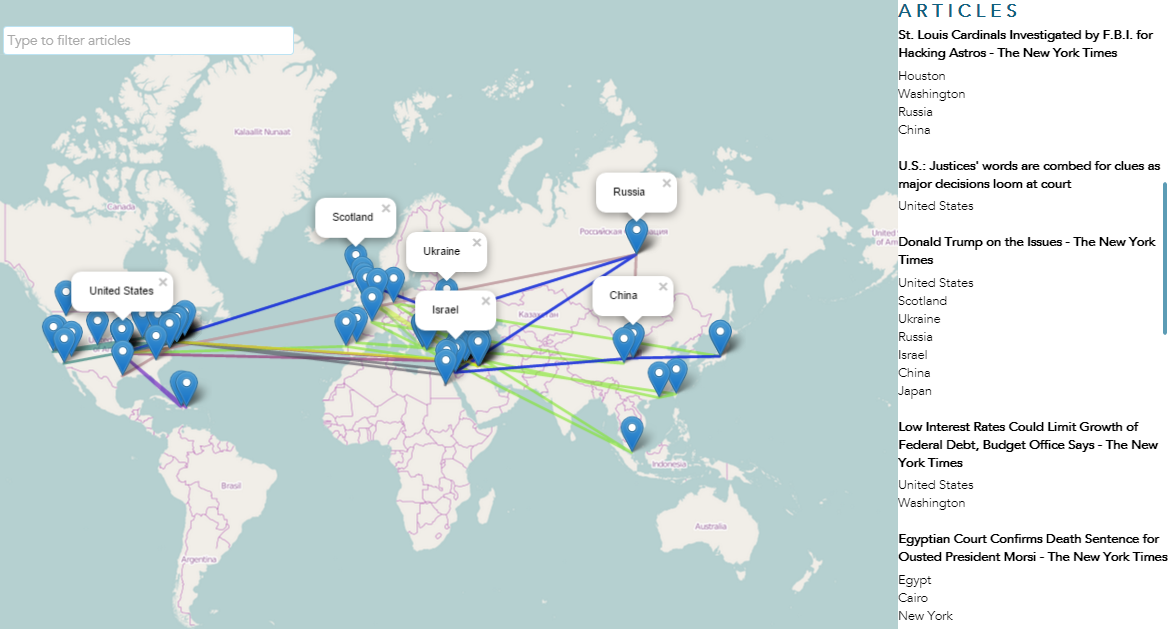 Type to filter articles
Kalaallit Nunaat
Canada
Scotland
Ukraine
Russia
United States
Israel
China
Brasil
Argentina
Indonesia
Australia
United
ARTICLES
St. Louis Cardinals Investigated by F.B.I. for
Hacking Astros - The New York Times
Houston
Washington
Russia
China
U.S.: Justices' words are combed for clues as
major decisions loom at court
United States
Donald Trump on the Issues - The New York
Times
United States
Scotland
Ukraine
Russia
Israel
China
Japan
Low Interest Rates Could Limit Growth of
Federal Debt, Budget Office Says - The New
York Times
United States
Washington
Egyptian Court Confirms Death Sentence for
Ousted President Morsi - The New York Times
Egypt
Cairo
New York